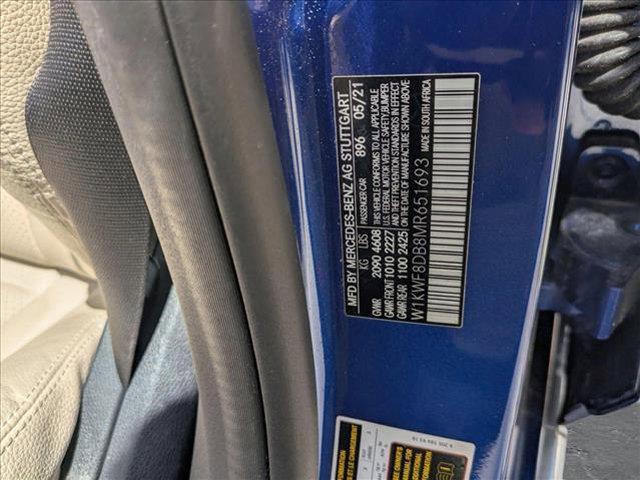 MFD BY MERCEDES-BENZ AG STUTTGART
PASSENGER CAR 896 05/21
KG LBS
GVWR 2090 4608
GAWR FRONT 1010 2227
GAWR REAR 1100 2425
THIS VEHICLE CONFORMS TO ALL APPLICABLE
U.S. FEDERAL MOTOR VEHICLE SAFETY, BUMPER
AND THEFT PREVENTION STANDARDS IN EFFECT
ON THE DATE OF MANUFACTURE SHOWN ABOVE
W1KWF8DB8MR651693 MADE IN SOUTH AFRICA